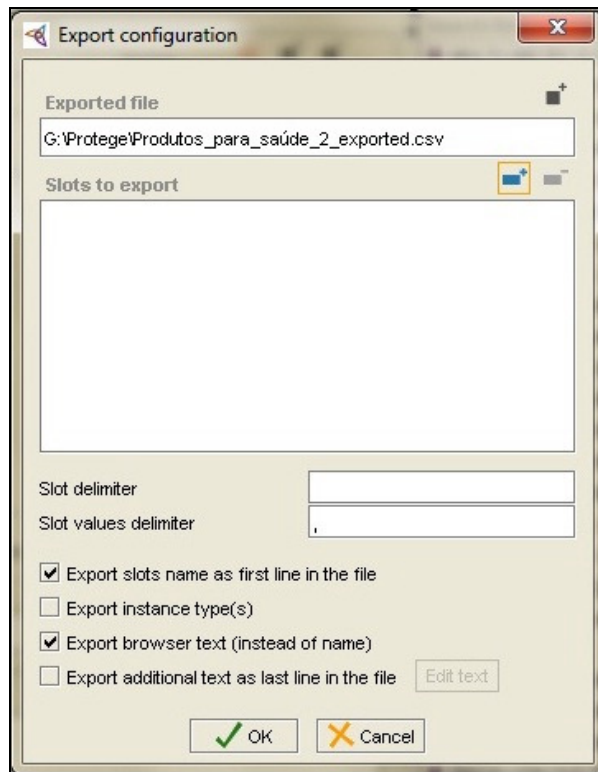 Export configuration
Exported file
G:\Protege\Produtos_para_saúde_2_exported.csv
Slots to export
Slot delimiter
Slot values delimiter ,
Export slots name as first line in the file
Export instance type(s)
Export browser text (instead of name)
Export additional text as last line in the file Edit text
OK Cancel